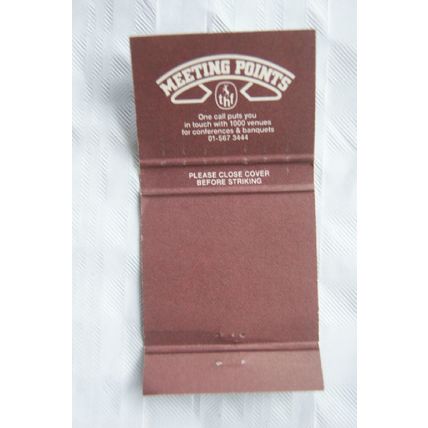 MEETING POINTS
thf
One call puts you
in touch with 1000 venues
for conferences & banquets
01-567 3444
PLEASE CLOSE COVER
BEFORE STRIKING